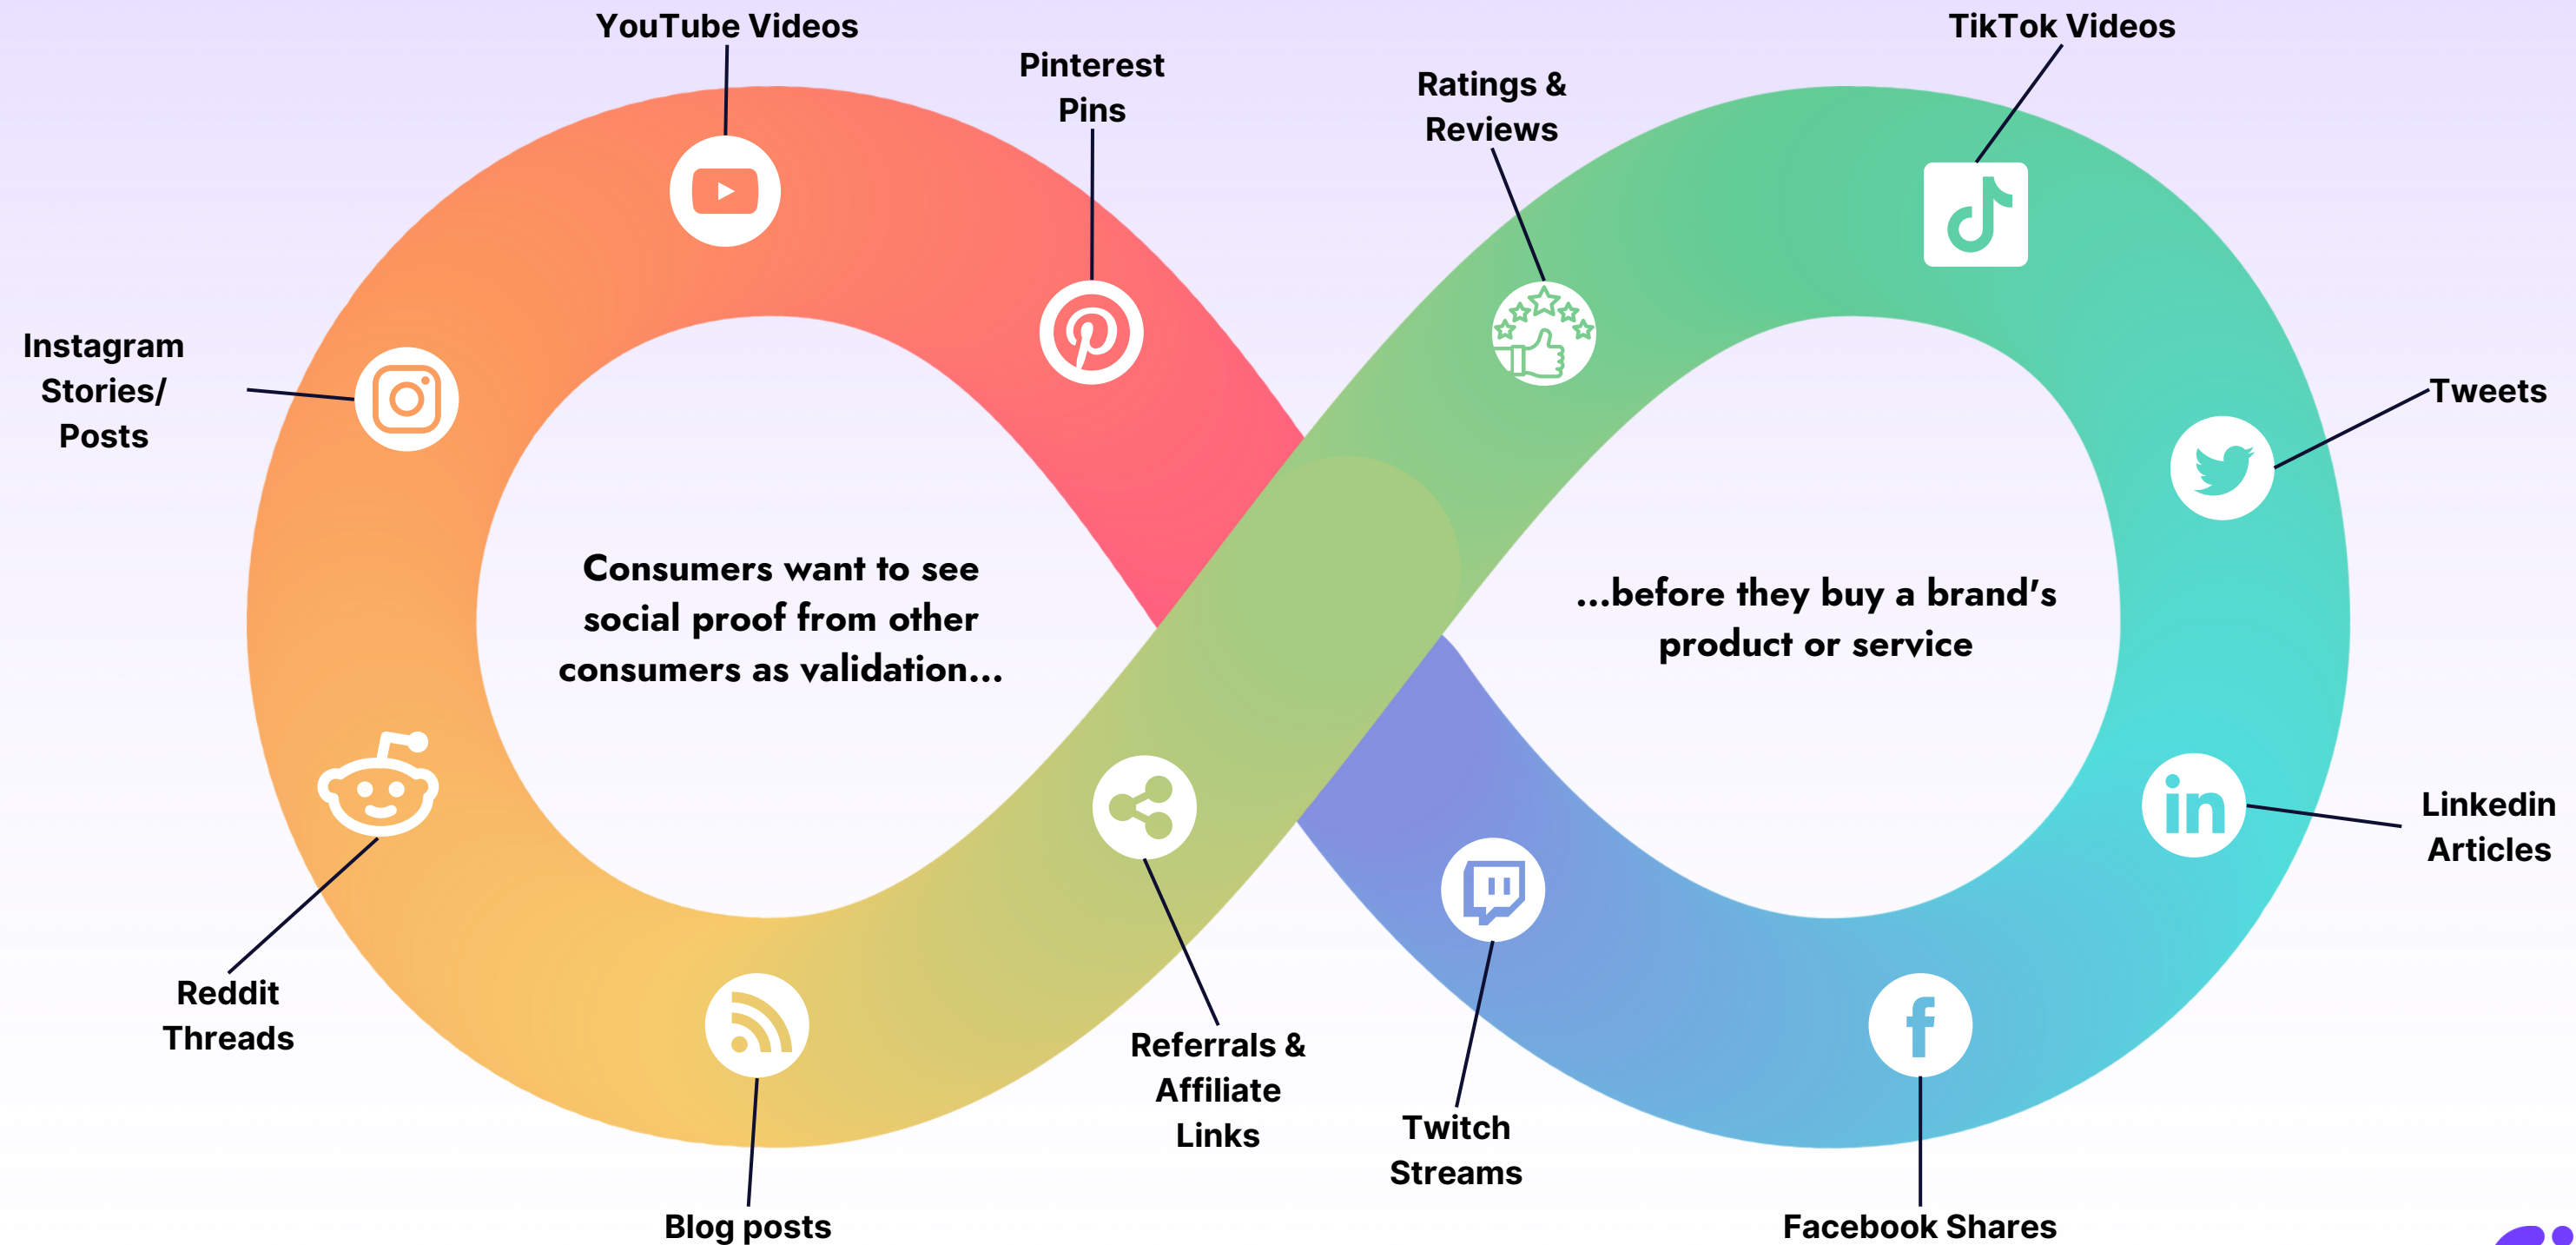 YouTube Videos
Pinterest
Pins
Ratings &
Reviews
TikTok Videos
Instagram
Stories/
Posts
Tweets
Consumers want to see
social proof from other
consumers as validation...
...before they buy a brand's
product or service
Linkedin
Articles
Reddit
Threads
Referrals &
Affiliate
Links
Twitch
Streams
Blog posts
Facebook Shares